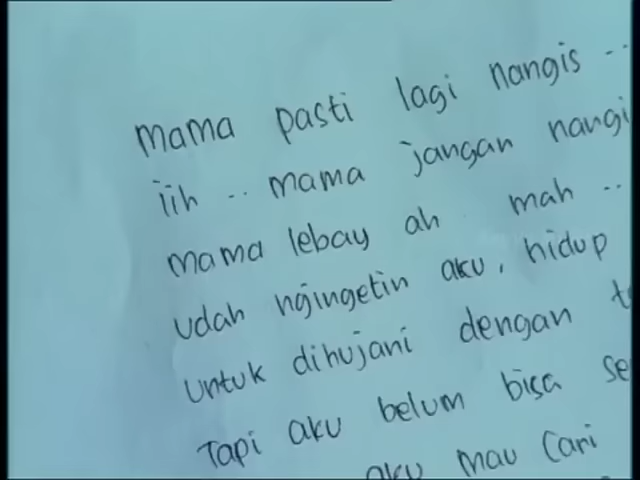 mama pasti lagi nangis ..
iih .. mama jangan nangi
mama lebay ah mah ..
udah ngingetin aku, hidup
untuk dihujani dengan t
Tapi aku belum bisa se
aku mau cari